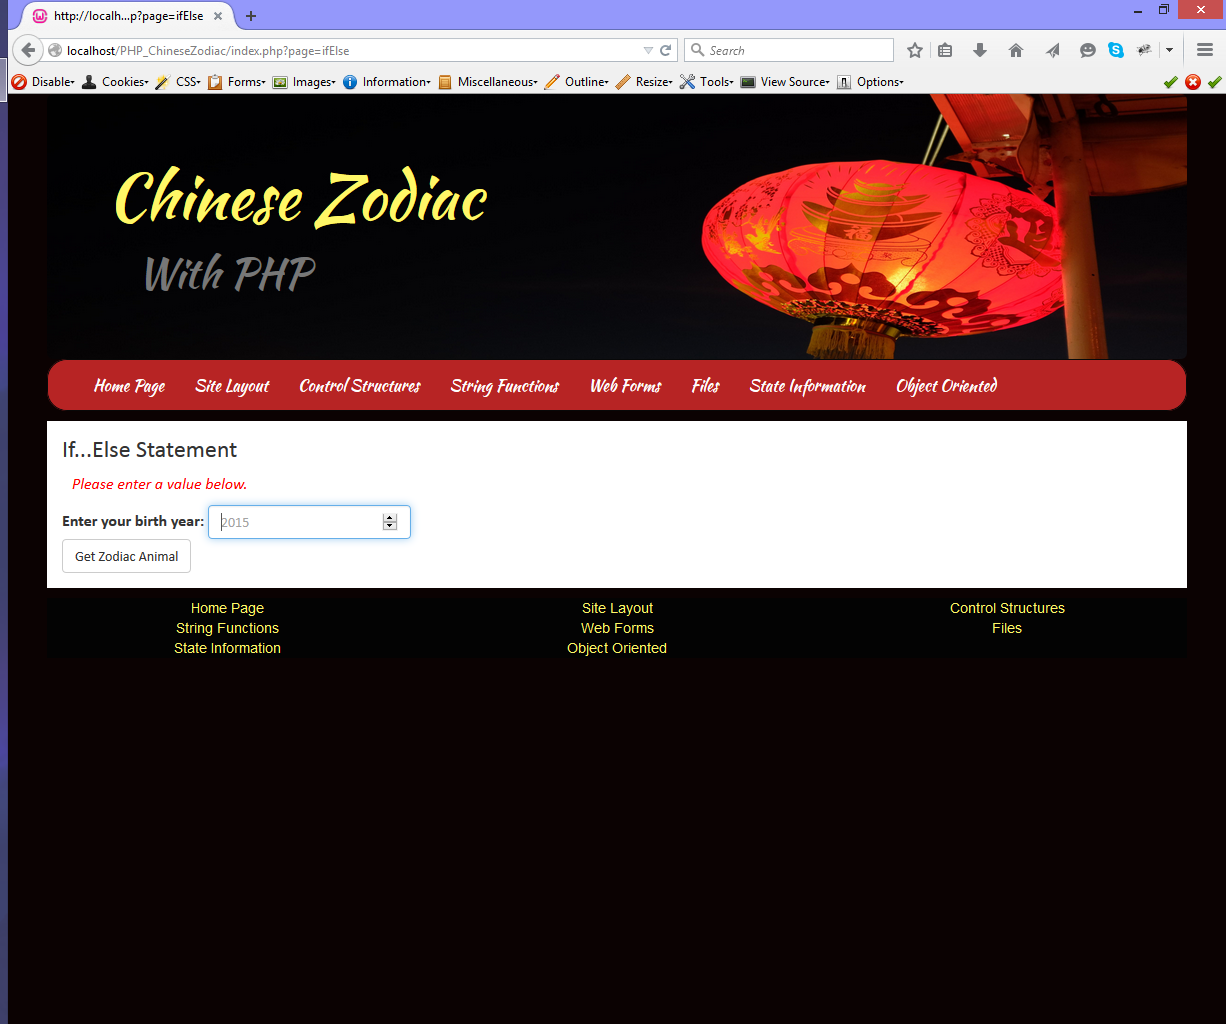 http://localh...p?page=ifElse
localhost/PHP_ChineseZodiac/index.php?page=ifElse
Search
Disable Cookies CSS Forms Images Information Miscellaneous Outline Resize Tools View Source Options
Chinese Zodiac
With PHP
福
Home Page Site Layout Control Structures String Functions Web Forms Files State Information Object Oriented
If...Else Statement
Please enter a value below.
Enter your birth year: 2015
Get Zodiac Animal
Home Page Site Layout Control Structures
String Functions Web Forms Files
State Information Object Oriented